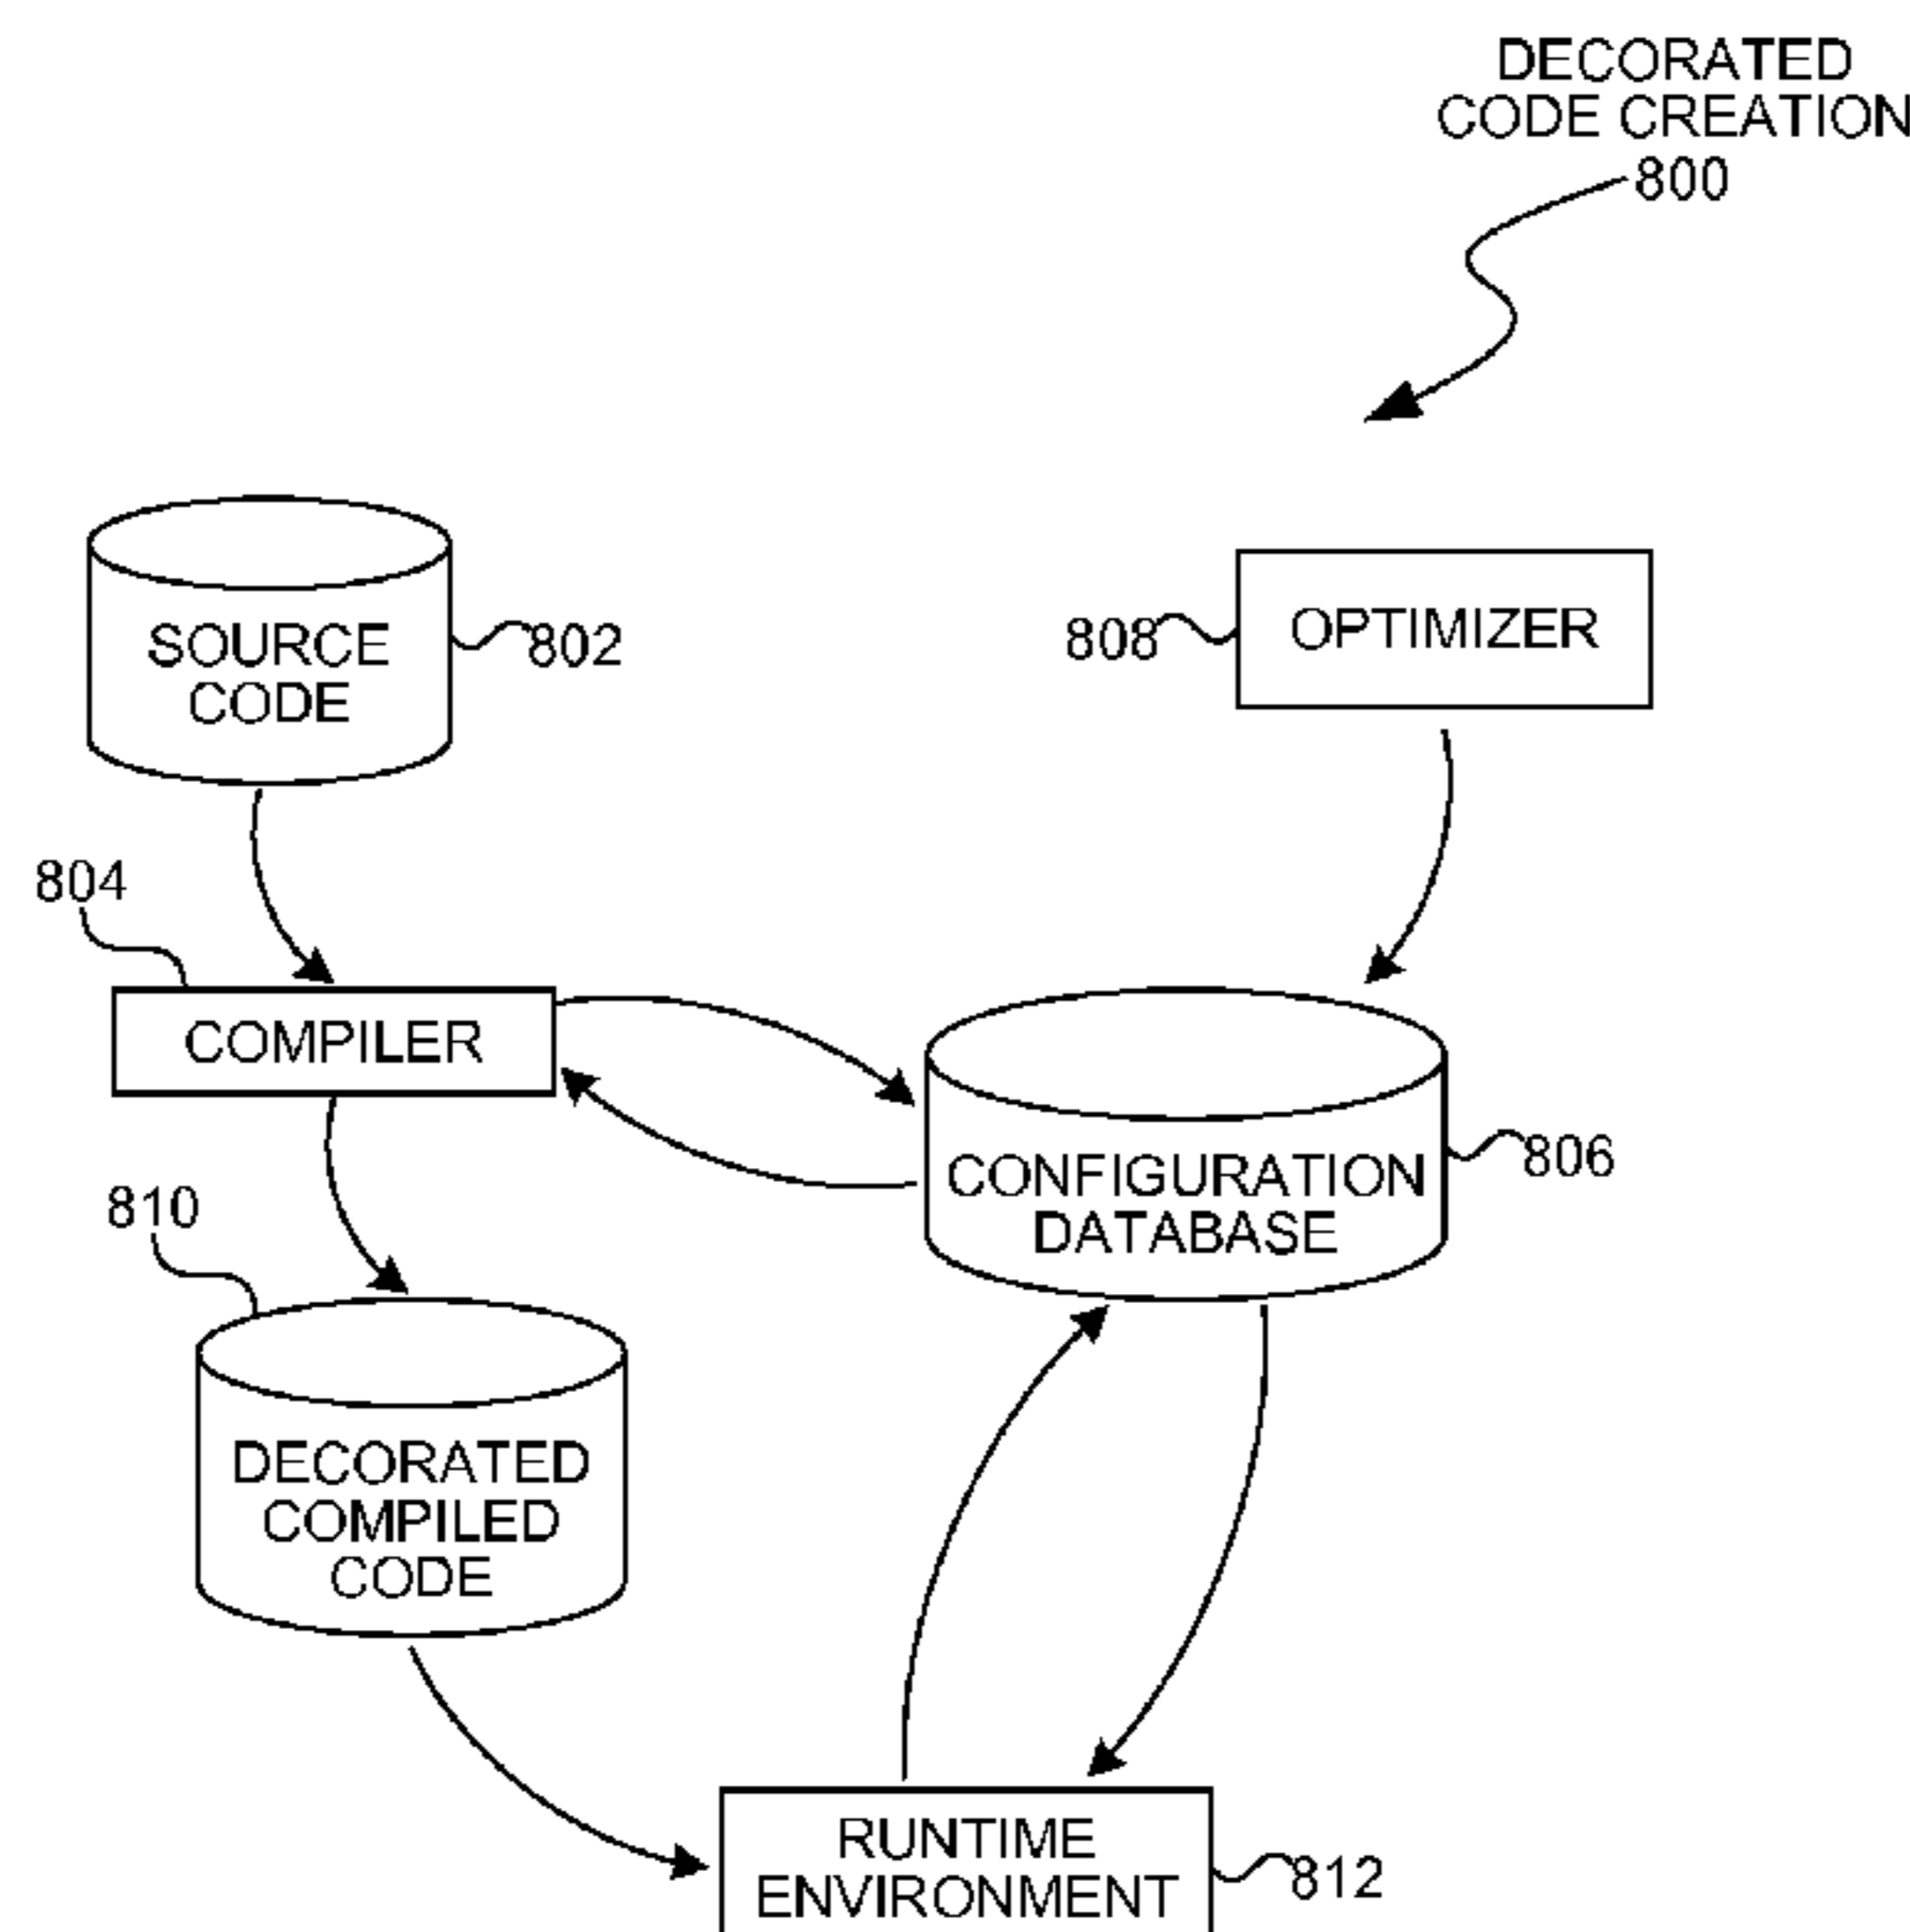 DECORATED
CODE CREATION
800
SOURCE
CODE
802
808
OPTIMIZER
804
COMPILER
CONFIGURATION
DATABASE
806
810
DECORATED
COMPILED
CODE
RUNTIME
ENVIRONMENT
812